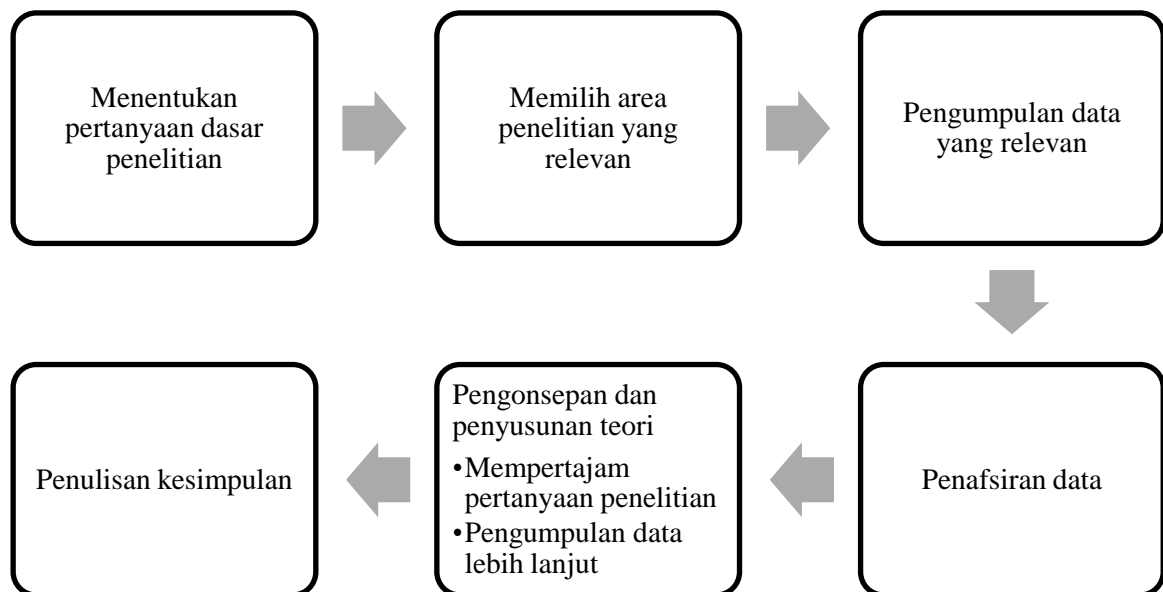 Menentukan
pertanyaan dasar
penelitian
Memilih area
penelitian yang
relevan
Pengumpulan data
yang relevan
Penafsiran data
Pengonsepan dan
penyusunan teori
•Mempertajam
pertanyaan penelitian
•Pengumpulan data
lebih lanjut
Penulisan kesimpulan